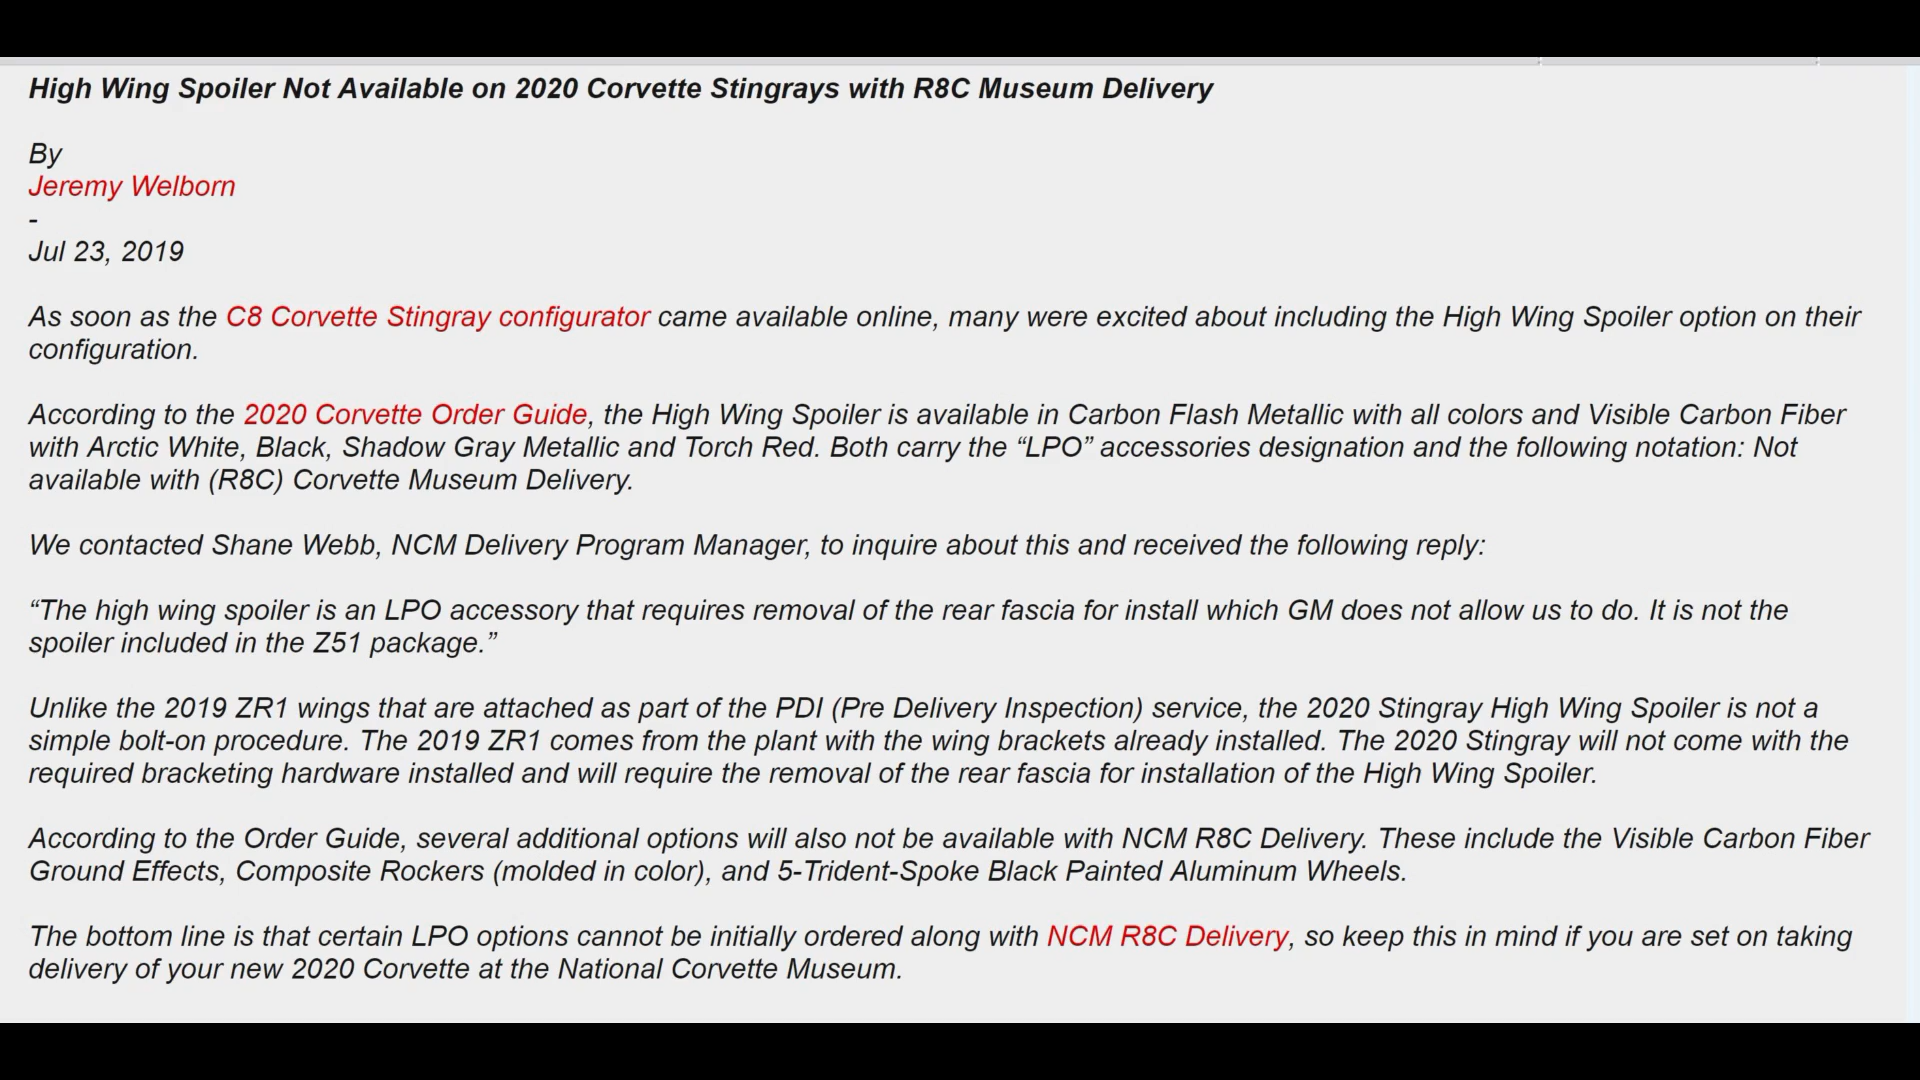 High Wing Spoiler Not Available on 2020 Corvette Stingrays with R8C Museum Delivery
By
Jeremy Welborn
-
Jul 23, 2019
As soon as the C8 Corvette Stingray configurator came available online, many were excited about including the High Wing Spoiler option on their
configuration.
According to the 2020 Corvette Order Guide, the High Wing Spoiler is available in Carbon Flash Metallic with all colors and Visible Carbon Fiber
with Arctic White, Black, Shadow Gray Metallic and Torch Red. Both carry the “LPO” accessories designation and the following notation: Not
available with (R8C) Corvette Museum Delivery.
We contacted Shane Webb, NCM Delivery Program Manager, to inquire about this and received the following reply:
“The high wing spoiler is an LPO accessory that requires removal of the rear fascia for install which GM does not allow us to do. It is not the
spoiler included in the Z51 package.”
Unlike the 2019 ZR1 wings that are attached as part of the PDI (Pre Delivery Inspection) service, the 2020 Stingray High Wing Spoiler is not a
simple bolt-on procedure. The 2019 ZR1 comes from the plant with the wing brackets already installed. The 2020 Stingray will not come with the
required bracketing hardware installed and will require the removal of the rear fascia for installation of the High Wing Spoiler.
According to the Order Guide, several additional options will also not be available with NCM R8C Delivery. These include the Visible Carbon Fiber
Ground Effects, Composite Rockers (molded in color), and 5-Trident-Spoke Black Painted Aluminum Wheels.
The bottom line is that certain LPO options cannot be initially ordered along with NCM R8C Delivery, so keep this in mind if you are set on taking
delivery of your new 2020 Corvette at the National Corvette Museum.